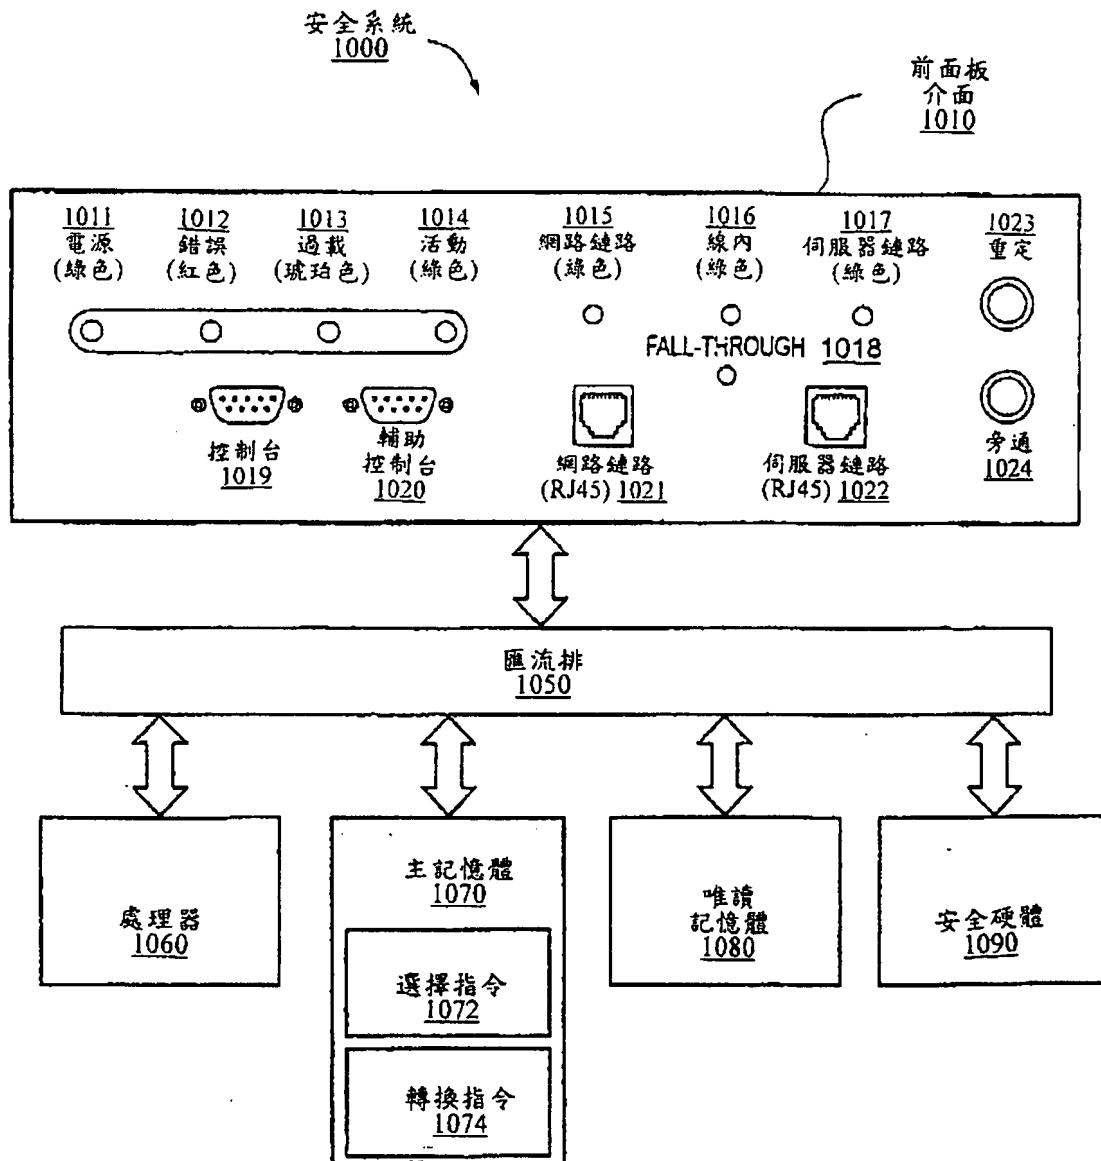 安全系統
1000
前面板
介面
1010
1011 1012 1013 1014 1015 1016 1017 1023
電源 錯誤 過載 活動 網路鏈路 線內 伺服器鏈路 重定
(綠色) (紅色) (琥珀色) (綠色) (綠色) (綠色) (綠色)
FALL-THROUGH 1018
控制台
1019
輔助
控制台
1020
網路鏈路
(RJ45) 1021
伺服器鏈路
(RJ45) 1022
旁通
1024
匯流排
1050
處理器
1060
主記憶體
1070
選擇指令
1072
轉換指令
1074
唯讀
記憶體
1080
安全硬體
1090